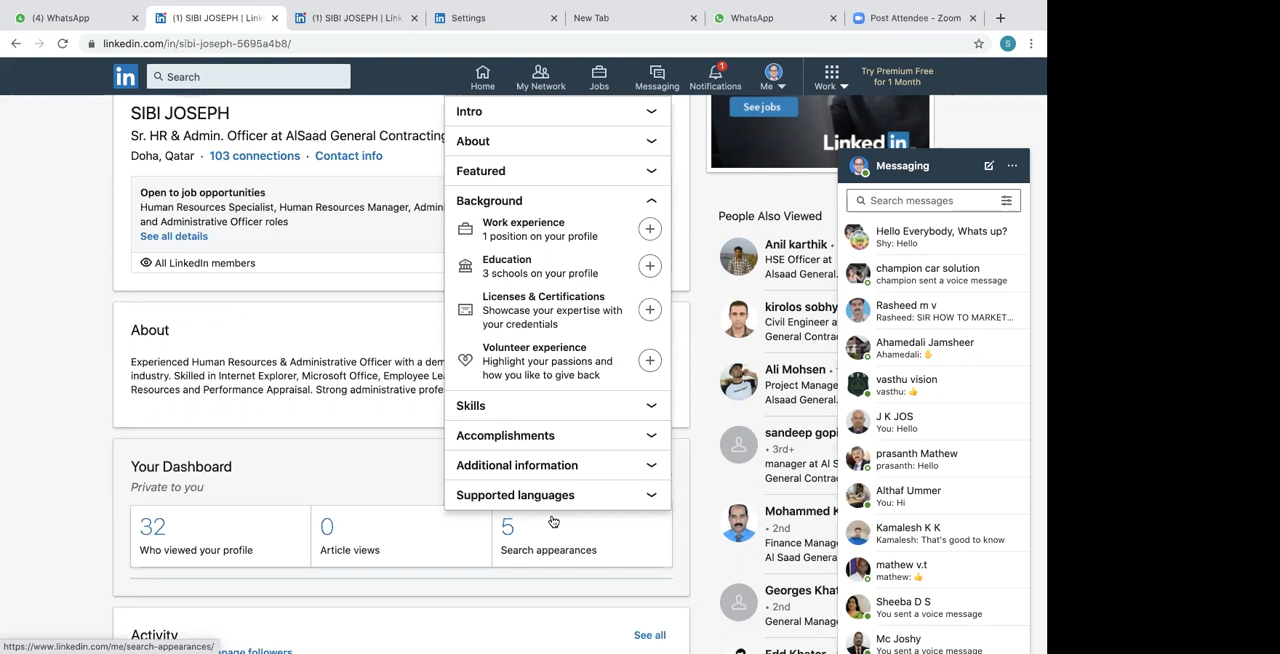 (4) WhatsApp
(1) SIBI JOSEPH | Link
(1) SIBI JOSEPH | Link
Settings
New Tab
WhatsApp
Post Attendee - Zoom
linkedin.com/in/sibi-joseph-5695a4b8/
S
in
Search
Home
My Network
Jobs
Messaging
1
Notifications
Me
Work
Try Premium Free
for 1 Month
SIBI JOSEPH
Sr. HR & Admin. Officer at AlSaad General Contracting
Doha, Qatar · 103 connections · Contact info
Open to job opportunities
Human Resources Specialist, Human Resources Manager, Admin
and Administrative Officer roles
See all details
All LinkedIn members
About
Experienced Human Resources & Administrative Officer with a dem
industry. Skilled in Internet Explorer, Microsoft Office, Employee Le
Resources and Performance Appraisal. Strong administrative profe
Your Dashboard
Private to you
32
Who viewed your profile
0
Article views
5
Search appearances
Activity
See all
nage followers
https://www.linkedin.com/me/search-appearances/
Intro
About
Featured
Background
Work experience
1 position on your profile
Education
3 schools on your profile
Licenses & Certifications
Showcase your expertise with
your credentials
Volunteer experience
Highlight your passions and
how you like to give back
Skills
Accomplishments
Additional information
Supported languages
See jobs
Linked in
People Also Viewed
Anil karthik •
HSE Officer at
Alsaad General.
kirolos sobhy
Civil Engineer a
General Contra
Ali Mohsen •
Project Manage
Alsaad General
sandeep gopi
• 3rd+
manager at Al S
General Contrac
Mohammed K
• 2nd
Finance Manag
Al Saad Genera
Georges Khat
• 2nd
General Manag
Edd Khater
Messaging
Search messages
Hello Everybody, Whats up?
Shy: Hello
champion car solution
champion sent a voice message
Rasheed m v
Rasheed: SIR HOW TO MARKET...
Ahamedali Jamsheer
Ahamedali: ✋
vasthu vision
vasthu: 👍
J K JOS
You: Hello
prasanth Mathew
prasanth: Hello
Althaf Ummer
You: Hi
Kamalesh K K
Kamalesh: That's good to know
mathew v.t
mathew: 👍
Sheeba D S
You sent a voice message
Mc Joshy
You sent a voice message